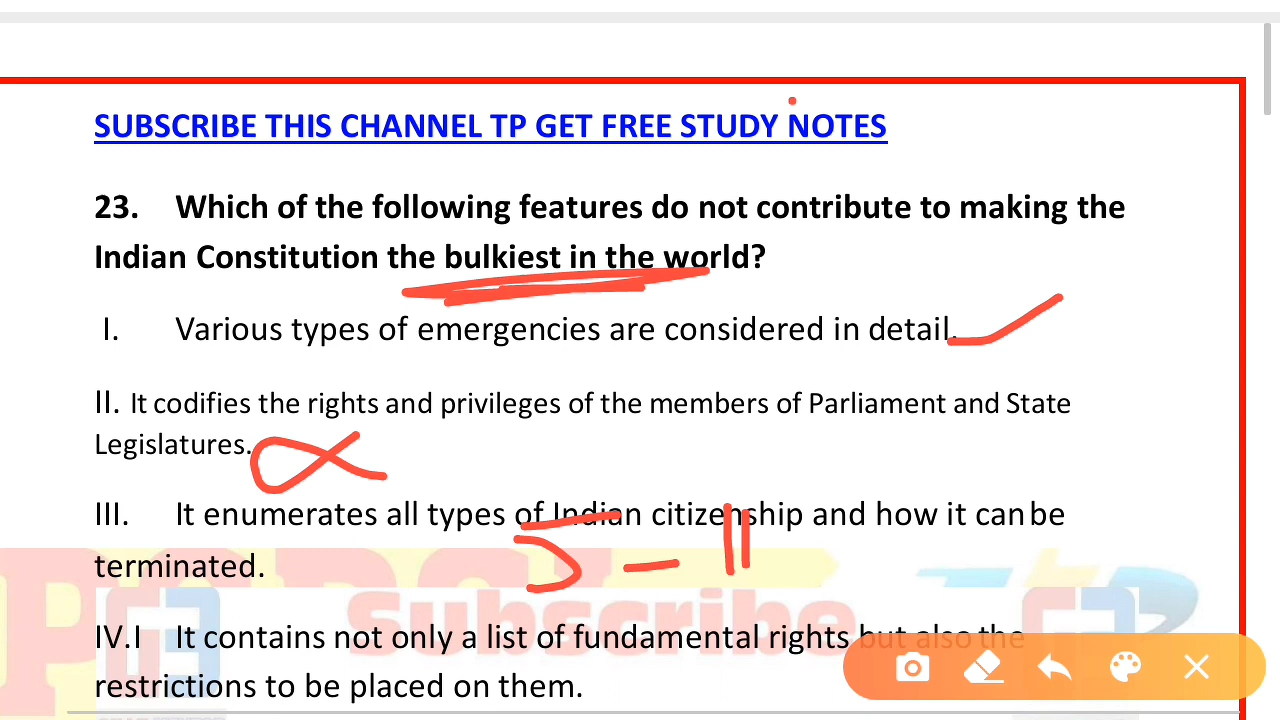 SUBSCRIBE THIS CHANNEL TP GET FREE STUDY NOTES
23. Which of the following features do not contribute to making the
Indian Constitution the bulkiest in the world?
I. Various types of emergencies are considered in detail.
II. It codifies the rights and privileges of the members of Parliament and State
Legislatures.
III. It enumerates all types of Indian citizenship and how it can be
5 - 11
terminated.
Subscribe
IV.I It contains not only a list of fundamental rights but also the
restrictions to be placed on them.